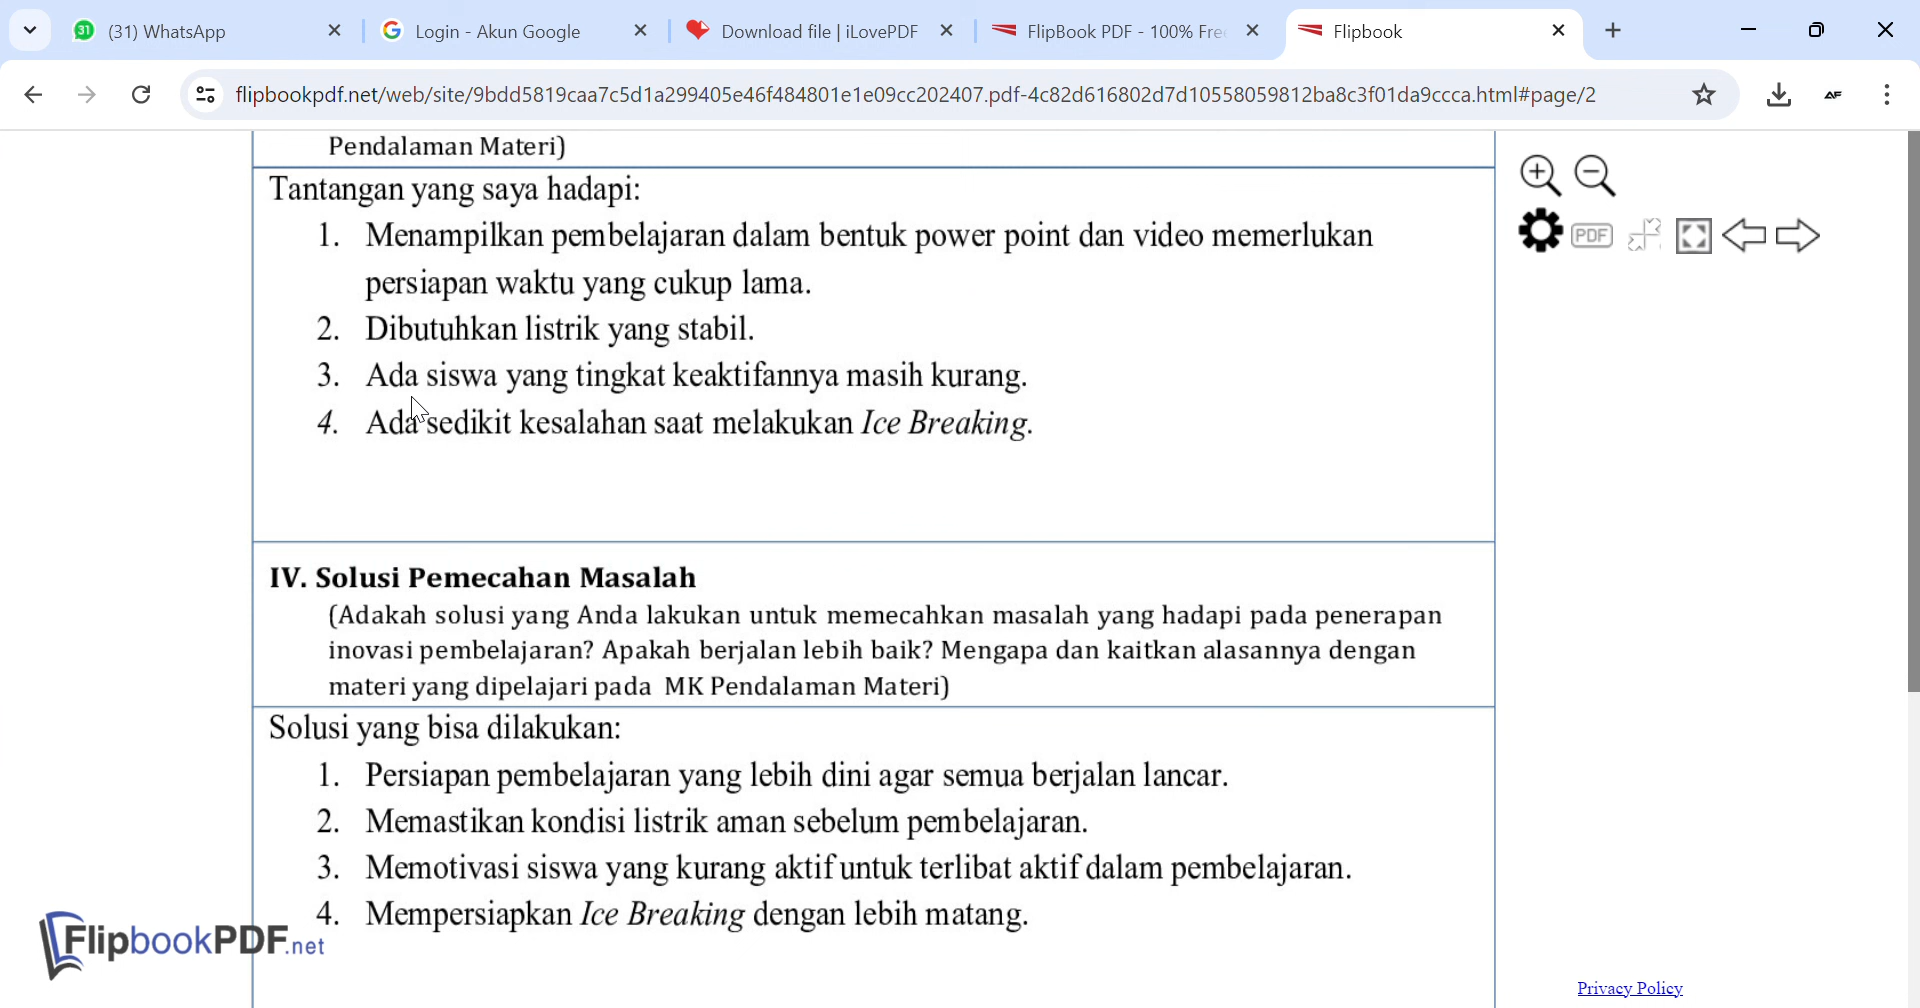 (31) WhatsApp
Login - Akun Google
Download file | iLovePDF
FlipBook PDF - 100% Fre
Flipbook
flipbookpdf.net/web/site/9bdd5819caa7c5d1a299405e46f484801e1e09cc202407.pdf-4c82d616802d7d10558059812ba8c3f01da9ccca.html#page/2
Pendalaman Materi)
Tantangan yang saya hadapi:
1. Menampilkan pembelajaran dalam bentuk power point dan video memerlukan
persiapan waktu yang cukup lama.
2. Dibutuhkan listrik yang stabil.
3. Ada siswa yang tingkat keaktifannya masih kurang.
4. Ada sedikit kesalahan saat melakukan Ice Breaking.
PDF
IV. Solusi Pemecahan Masalah
(Adakah solusi yang Anda lakukan untuk memecahkan masalah yang hadapi pada penerapan
inovasi pembelajaran? Apakah berjalan lebih baik? Mengapa dan kaitkan alasannya dengan
materi yang dipelajari pada MK Pendalaman Materi)
Solusi yang bisa dilakukan:
1. Persiapan pembelajaran yang lebih dini agar semua berjalan lancar.
2. Memastikan kondisi listrik aman sebelum pembelajaran.
3. Memotivasi siswa yang kurang aktif untuk terlibat aktif dalam pembelajaran.
4. Mempersiapkan Ice Breaking dengan lebih matang.
FlipbookPDF.net
Privacy Policy